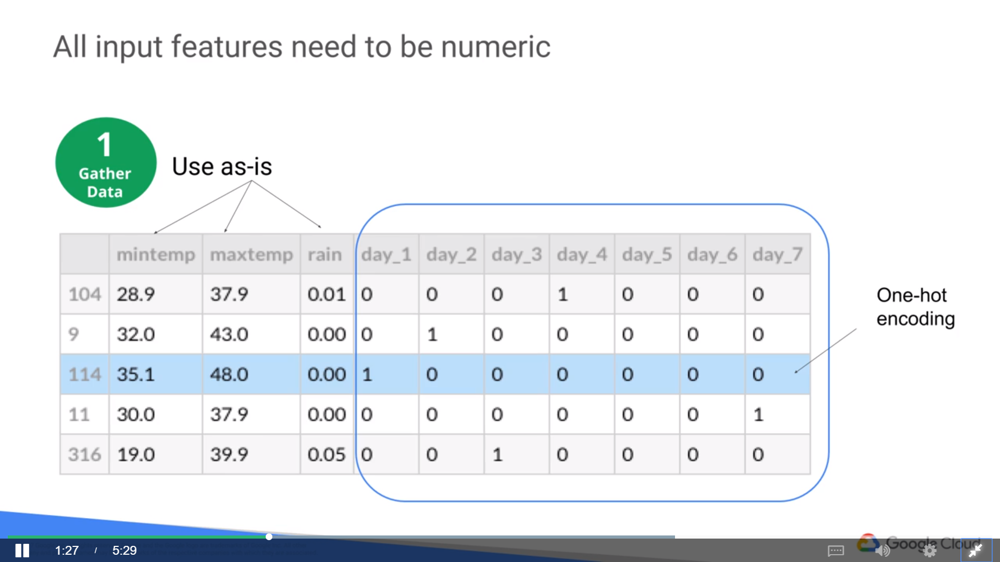 All input features need to be numeric
1
Gather
Data
Use as-is
mintemp maxtemp rain day_1 day_2 day_3 day_4 day_5 day_6 day_7
104 28.9 37.9 0.01 0 0 0 1 0 0 0
9 32.0 43.0 0.00 0 1 0 0 0 0 0
114 35.1 48.0 0.00 1 0 0 0 0 0 0
11 30.0 37.9 0.00 0 0 0 0 0 0 1
316 19.0 39.9 0.05 0 0 1 0 0 0 0
One-hot
encoding
1:27 / 5:29
Google Cloud